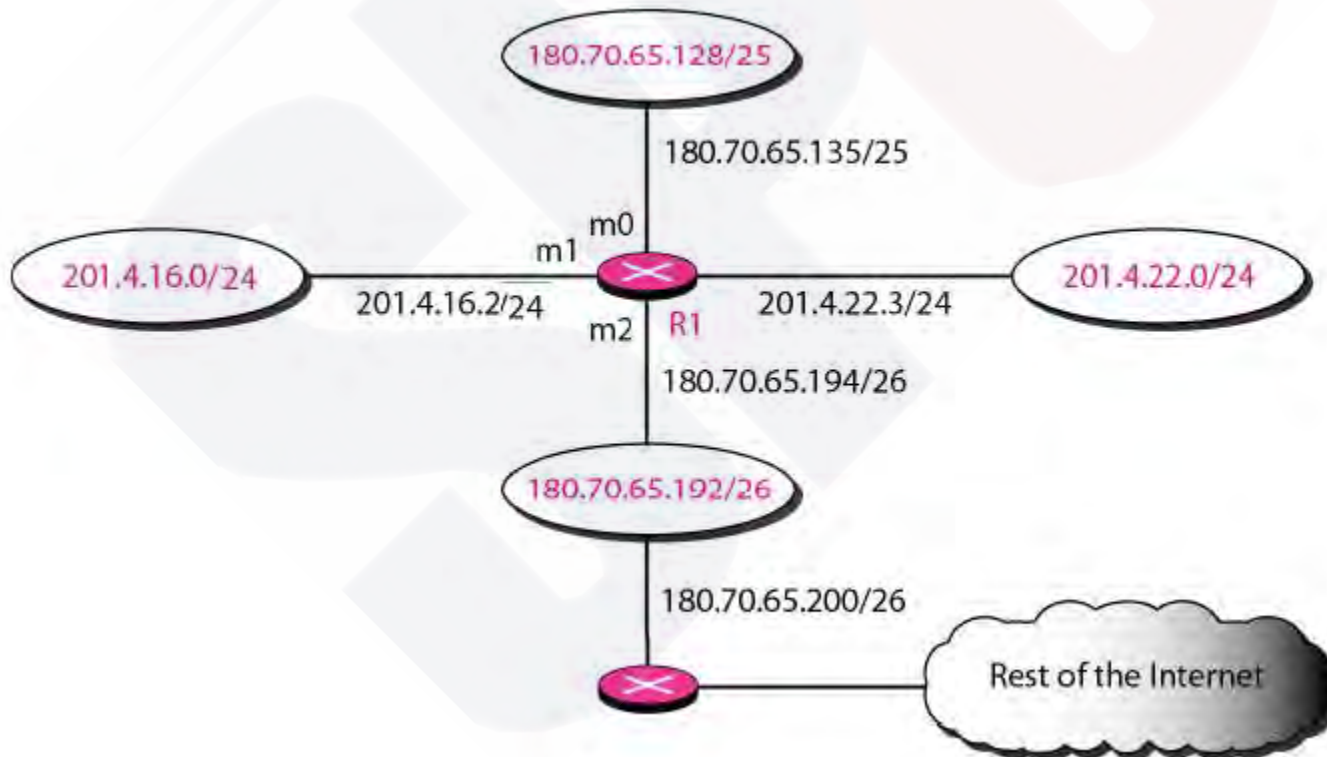 180.70.65.128/25
180.70.65.135/25
m0
m1
201.4.16.0/24
201.4.16.2/24
201.4.22.3/24
201.4.22.0/24
m2
R1
180.70.65.194/26
180.70.65.192/26
180.70.65.200/26
Rest of the Internet